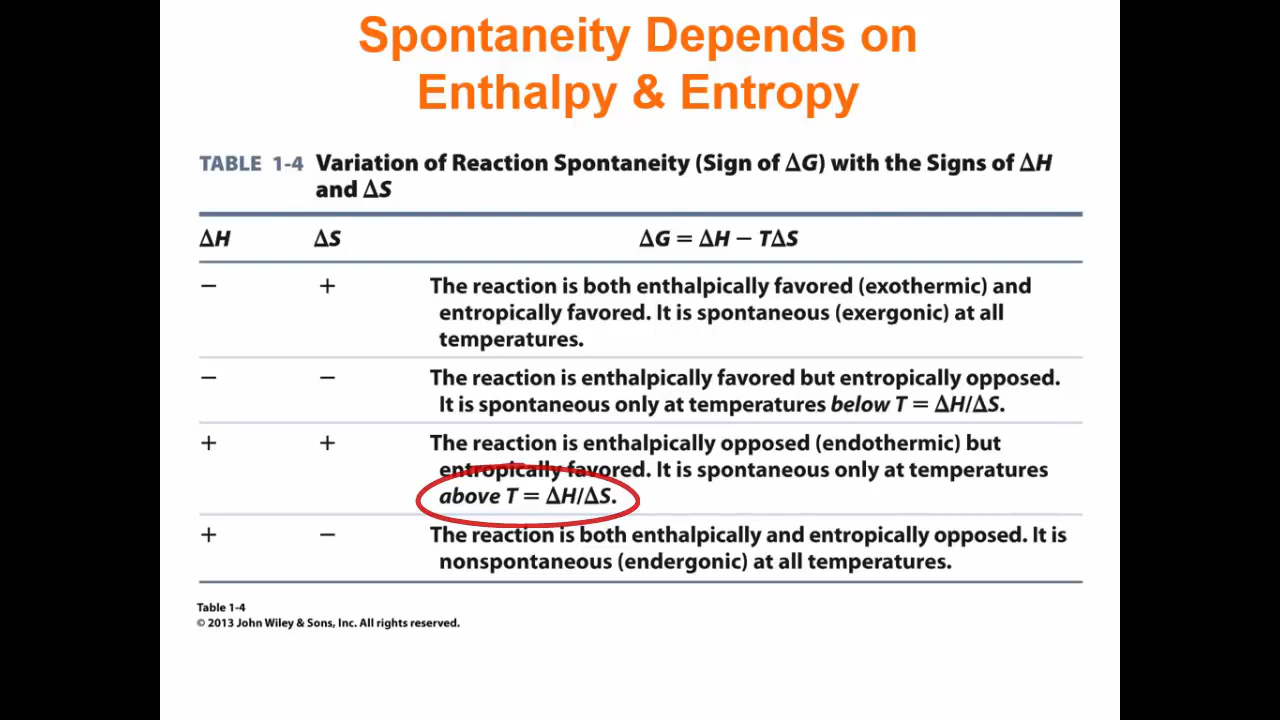 Spontaneity Depends on
Enthalpy & Entropy
TABLE 1-4 Variation of Reaction Spontaneity (Sign of ΔG) with the Signs of ΔH
and ΔS
ΔH ΔS ΔG = ΔH − TΔS
− + The reaction is both enthalpically favored (exothermic) and
entropically favored. It is spontaneous (exergonic) at all
temperatures.
− − The reaction is enthalpically favored but entropically opposed.
It is spontaneous only at temperatures below T = ΔH/ΔS.
+ + The reaction is enthalpically opposed (endothermic) but
entropically favored. It is spontaneous only at temperatures
above T = ΔH/ΔS.
+ − The reaction is both enthalpically and entropically opposed. It is
nonspontaneous (endergonic) at all temperatures.
Table 1-4
© 2013 John Wiley & Sons, Inc. All rights reserved.